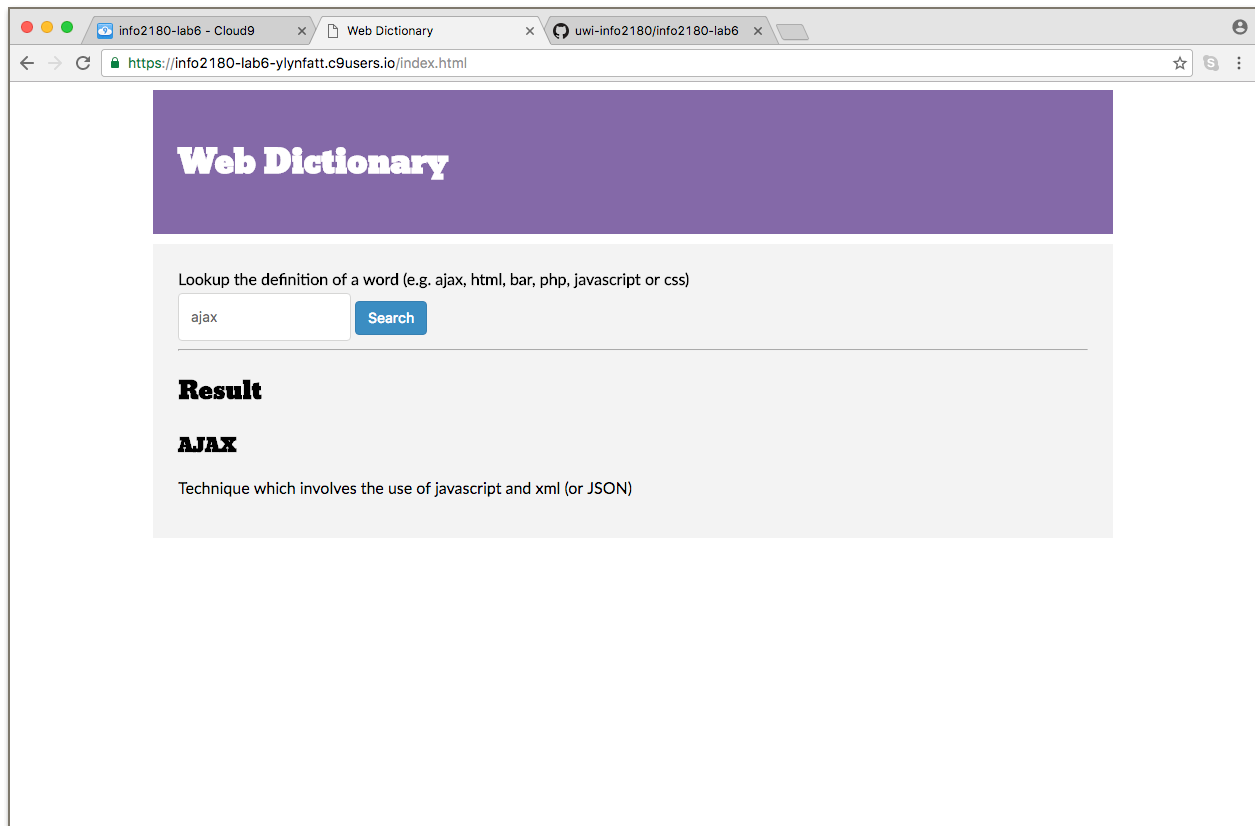 info2180-lab6 - Cloud9
Web Dictionary
uwi-info2180/info2180-lab6
https://info2180-lab6-ylynfatt.c9users.io/index.html
Web Dictionary
Lookup the definition of a word (e.g. ajax, html, bar, php, javascript or css)
ajax
Search
Result
AJAX
Technique which involves the use of javascript and xml (or JSON)